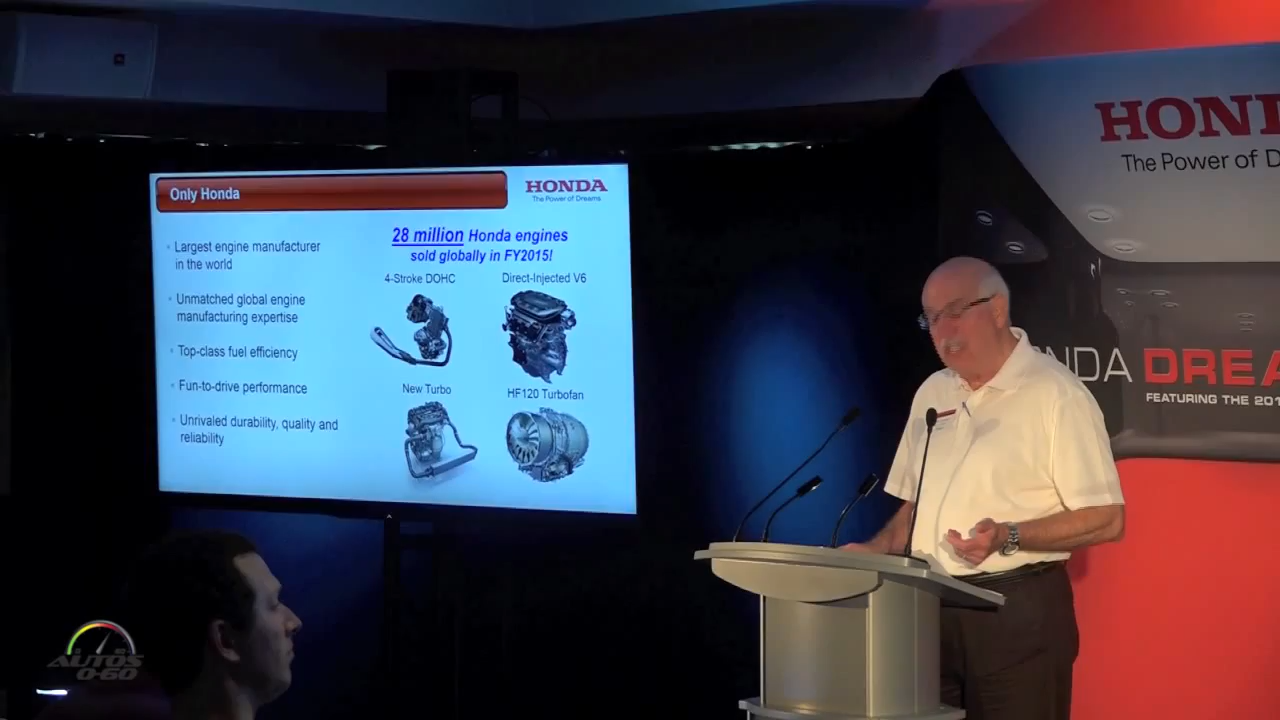 Only Honda
HONDA
The Power of Dreams
Largest engine manufacturer
in the world
Unmatched global engine
manufacturing expertise
Top-class fuel efficiency
Fun-to-drive performance
Unrivaled durability, quality and
reliability
28 million Honda engines
sold globally in FY2015!
4-Stroke DOHC
Direct-Injected V6
New Turbo
HF120 Turbofan
HON
The Power of D
NDA DREA
FEATURING THE 201
AUTOS
0-60